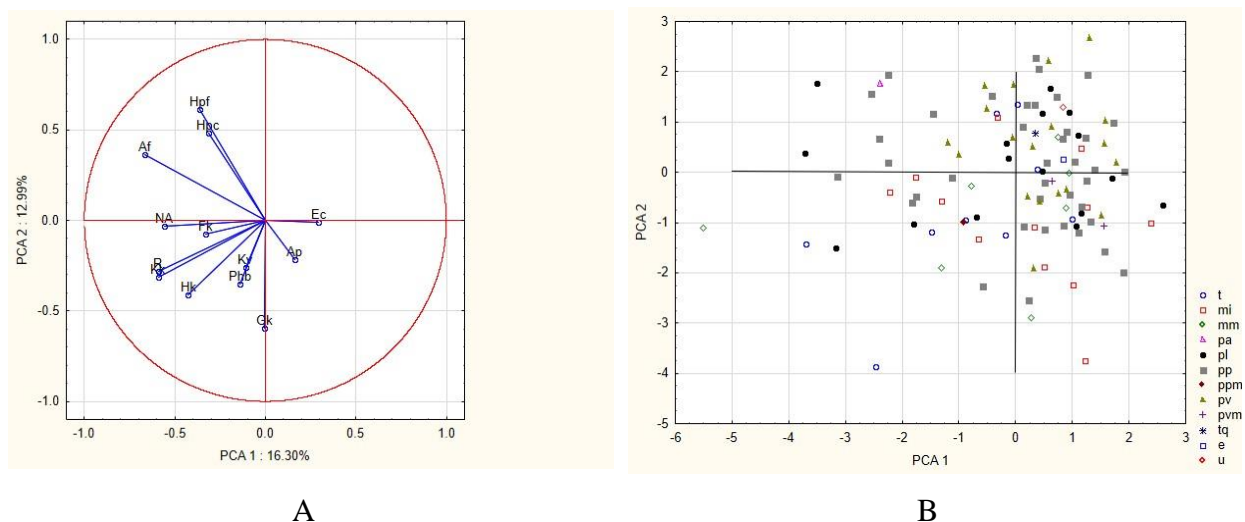 1.0
0.5
0.0
-0.5
-1.0
PCA 2 : 12.99%
Hpf
Hpc
Af
NA
Fk
Ec
Ap
R
Kv
Phb
Hk
Gk
-1.0 -0.5 0.0 0.5 1.0
PCA 1 : 16.30%
A
3
2
1
0
-1
-2
-3
-4
-5
PCA 2
-6 -5 -4 -3 -2 -1 0 1 2 3
PCA 1
t
mi
mm
pa
pl
pp
ppm
pv
pvm
tq
e
u
B